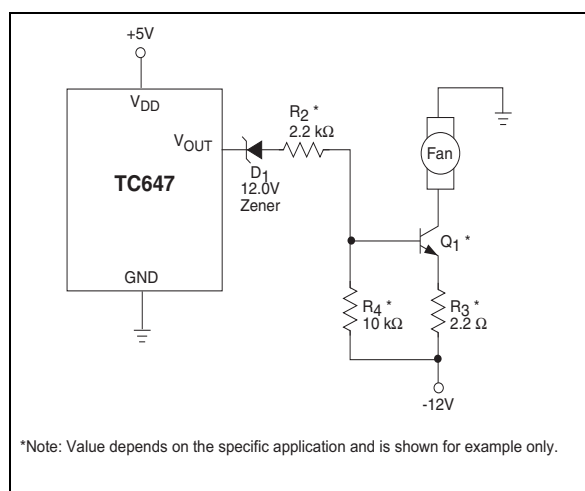 +5V
VDD
VOUT
TC647
GND
D1
12.0V
Zener
R2 *
2.2 kΩ
Fan
Q1 *
R4 *
10 kΩ
R3 *
2.2 Ω
-12V
*Note: Value depends on the specific application and is shown for example only.